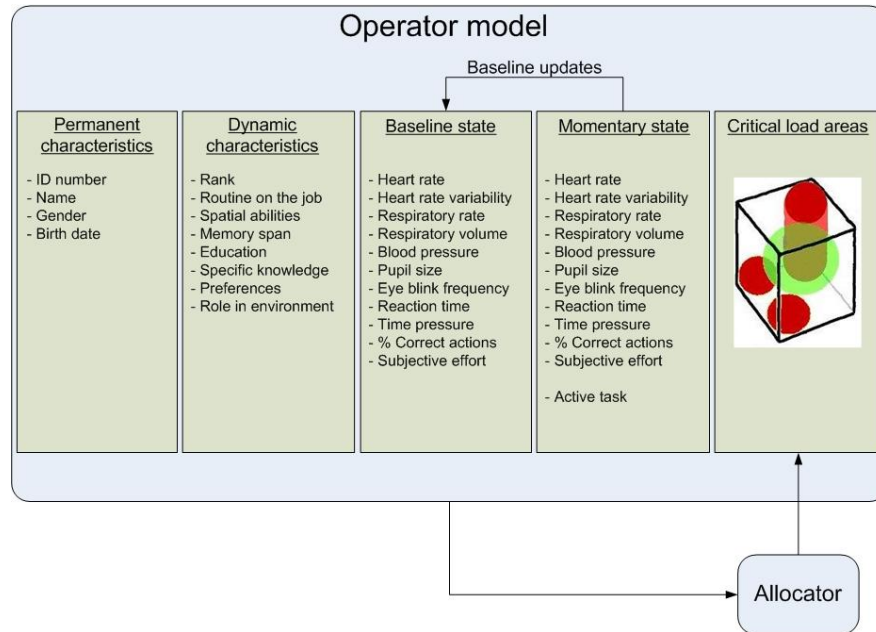 Operator model
Baseline updates
Permanent
characteristics
- ID number
- Name
- Gender
- Birth date
Dynamic
characteristics
- Rank
- Routine on the job
- Spatial abilities
- Memory span
- Education
- Specific knowledge
- Preferences
- Role in environment
Baseline state
- Heart rate
- Heart rate variability
- Respiratory rate
- Respiratory volume
- Blood pressure
- Pupil size
- Eye blink frequency
- Reaction time
- Time pressure
- % Correct actions
- Subjective effort
Momentary state
- Heart rate
- Heart rate variability
- Respiratory rate
- Respiratory volume
- Blood pressure
- Pupil size
- Eye blink frequency
- Reaction time
- Time pressure
- % Correct actions
- Subjective effort
- Active task
Critical load areas
Allocator